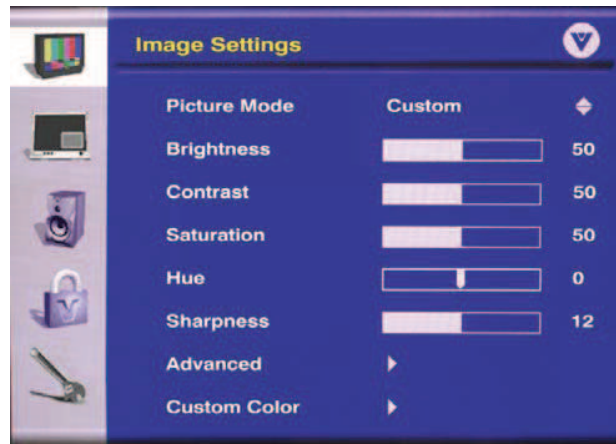 Image Settings
Picture Mode Custom
Brightness 50
Contrast 50
Saturation 50
Hue 0
Sharpness 12
Advanced
Custom Color